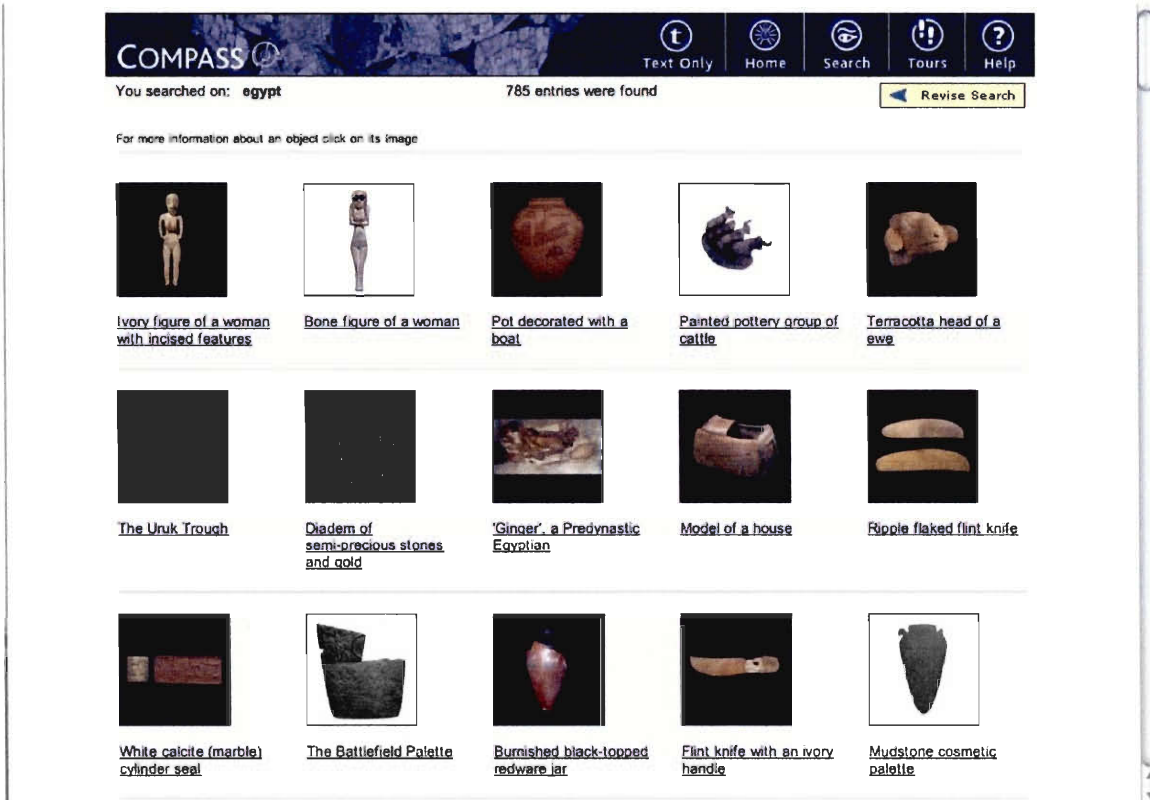 COMPASS
Text Only Home Search Tours Help
You searched on: egypt 785 entries were found Revise Search
For more information about an object click on its image
Ivory figure of a woman with incised features
Bone figure of a woman
Pot decorated with a boat
Painted pottery group of cattle
Terracotta head of a ewe
The Uruk Trough
Diadem of semi-precious stones and gold
'Ginger', a Predynastic Egyptian
Model of a house
Ripple flaked flint knife
White calcite (marble) cylinder seal
The Battlefield Palette
Burnished black-topped redware jar
Flint knife with an ivory handle
Mudstone cosmetic palette